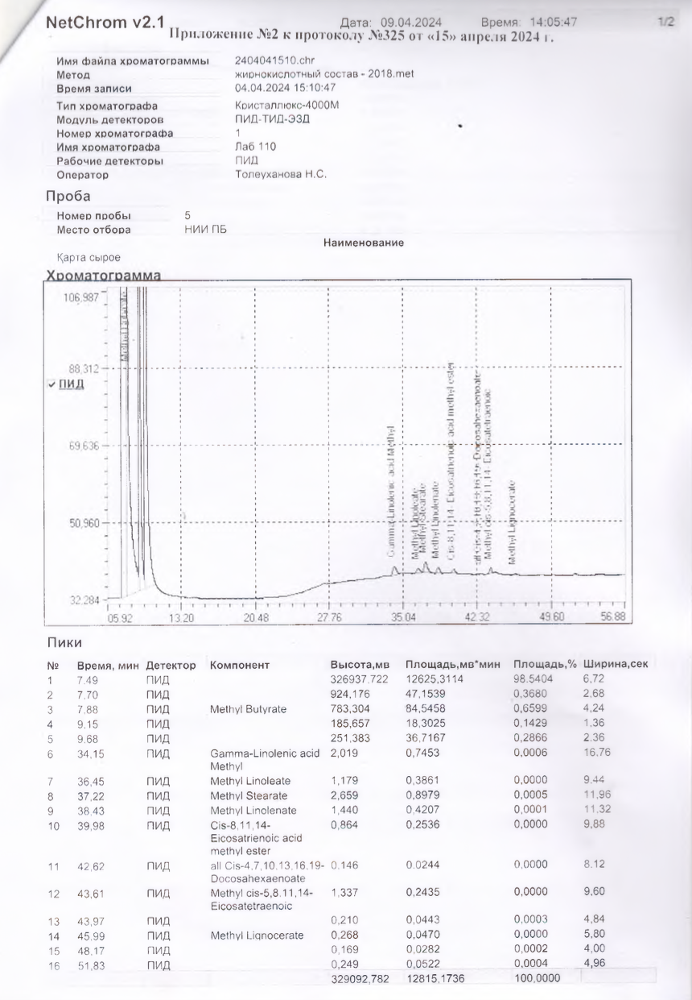 NetChrom v2.1 Дата: 09.04.2024 Время: 14:05:47 1/2
Приложение №2 к протоколу №325 от «15» апреля 2024 г.
Имя файла хроматограммы 2404041510.chr
Метод жирнокислотный состав - 2018.met
Время записи 04.04.2024 15:10:47
Тип хроматографа Кристаллюкс-4000М
Модуль детекторов ПИД-ТИД-ЭЗД
Номер хроматографа 1
Имя хроматографа Лаб 110
Рабочие детекторы ПИД
Оператор Толеуханова Н.С.
Проба
Номер пробы 5
Место отбора НИИ ПБ
Наименование
Қарта сырое
Хроматограмма
106,987
88,312
ПИД
69,636
50,960
32,284
Gamma-Linolenic acid Methyl
Methyl Linoleate
Methyl Stearate
Methyl Linolenate
Cis-8,11,14- Eicosatrienoic acid methyl ester
all Cis-4,7,10,13,16,19- Docosahexaenoate
Methyl cis-5,8,11,14- Eicosatetraenoic
Methyl Lignocerate
05.92 13.20 20.48 27.76 35.04 42.32 49.60 56.88
Пики
№ Время, мин Детектор Компонент Высота,мв Площадь,мв*мин Площадь,% Ширина,сек
1 7.49 ПИД 326937,722 12625,3114 98.5404 6,72
2 7,70 ПИД 924,176 47,1539 0,3680 2.68
3 7,88 ПИД Methyl Butyrate 783,304 84,5458 0,6599 4,24
4 9,15 ПИД 185,657 18,3025 0,1429 1.36
5 9.68 ПИД 251,383 36,7167 0,2866 2.36
6 34,15 ПИД Gamma-Linolenic acid 2,019 0,7453 0,0006 16,76
Methyl
7 36,45 ПИД Methyl Linoleate 1,179 0,3861 0,0000 9.44
8 37,22 ПИД Methyl Stearate 2,659 0,8979 0,0005 11,96
9 38,43 ПИД Methyl Linolenate 1,440 0,4207 0,0001 11,32
10 39,98 ПИД Cis-8,11,14- 0,864 0,2536 0,0000 9,88
Eicosatrienoic acid
methyl ester
11 42,62 ПИД all Cis-4,7,10,13,16,19- 0,146 0.0244 0,0000 8.12
Docosahexaenoate
12 43,61 ПИД Methyl cis-5,8,11,14- 1,337 0,2435 0,0000 9,60
Eicosatetraenoic
13 43,97 ПИД 0,210 0,0443 0,0003 4,84
14 45,99 ПИД Methyl Lignocerate 0,268 0,0470 0,0000 5,80
15 48,17 ПИД 0,169 0,0282 0,0002 4,00
16 51,83 ПИД 0,249 0,0522 0,0004 4,96
329092,782 12815,1736 100,0000